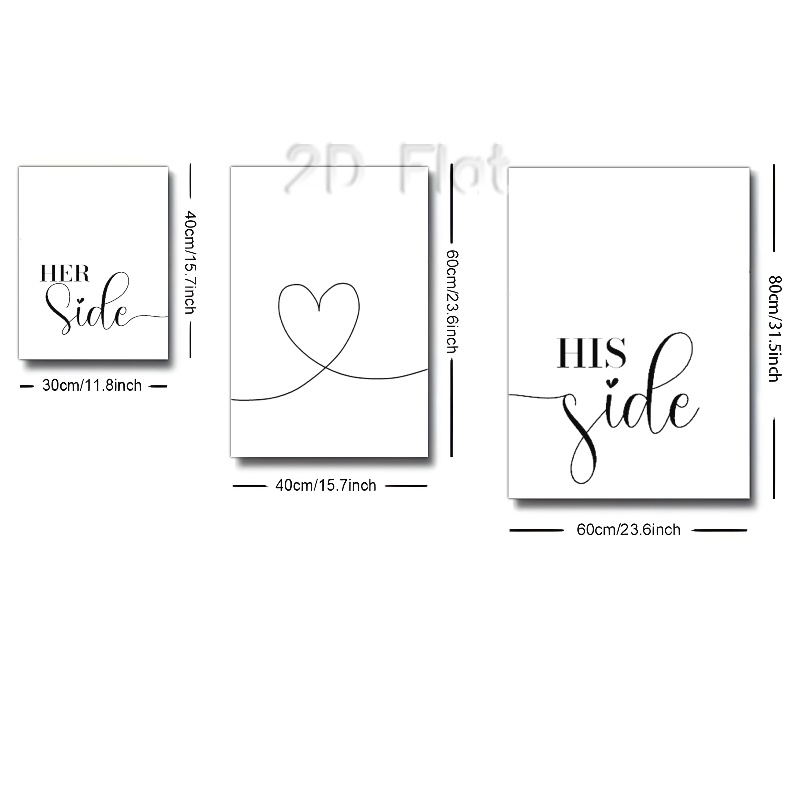 2D Flat
HER
Side
40cm/15.7inch
30cm/11.8inch
60cm/23.6inch
40cm/15.7inch
HIS
side
80cm/31.5inch
60cm/23.6inch